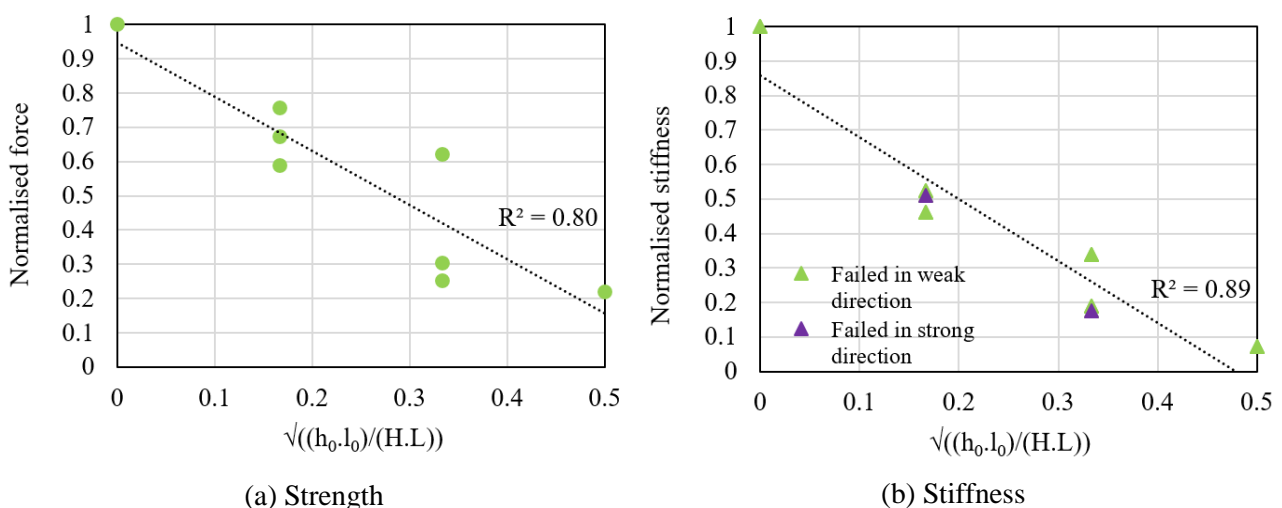 1
0.9
0.8
0.7
0.6
0.5
0.4
0.3
0.2
0.1
0
Normalised force
R² = 0.80
0
0.1
0.2
0.3
0.4
0.5
√((h₀.l₀)/(H.L))
(a) Strength
1
0.9
0.8
0.7
0.6
0.5
0.4
0.3
0.2
0.1
0
Normalised stiffness
Failed in weak
direction
Failed in strong
direction
R² = 0.89
0
0.1
0.2
0.3
0.4
0.5
√((h₀.l₀)/(H.L))
(b) Stiffness